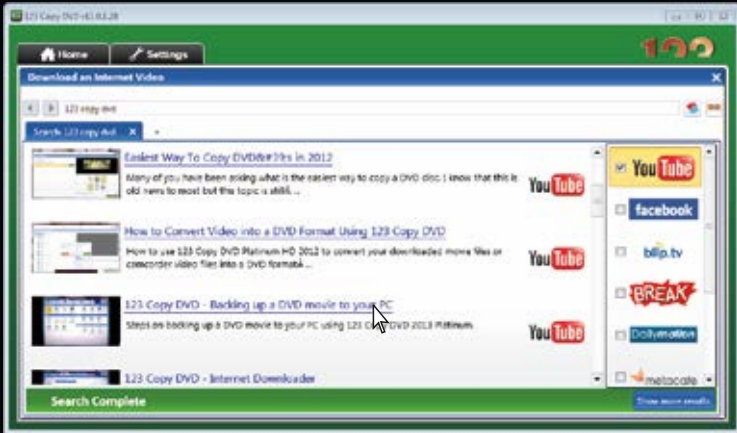 123 Copy DVD
123
Home
Settings
Download an Internet Video
123 copy dvd
Search 123 copy dvd X
Easiest Way To Copy DVD&#39s in 2012
Many of you have been asking what is the easiest way to copy a DVD disc. I know that this is
old news to most but this topic is still
YouTube
How to Convert Video into a DVD Format Using 123 Copy DVD
How to use 123 Copy DVD Platinum HD 2012 to convert your downloaded movie files or
camcorder video files into a DVD format
YouTube
123 Copy DVD - Backing up a DVD movie to your PC
Steps on backing up a DVD movie to your PC using 123 Copy DVD 2013 Platinum.
YouTube
123 Copy DVD - Internet Downloader
YouTube
facebook
blip.tv
BREAK
Dailymotion
metacafe
Search Complete
Show more results